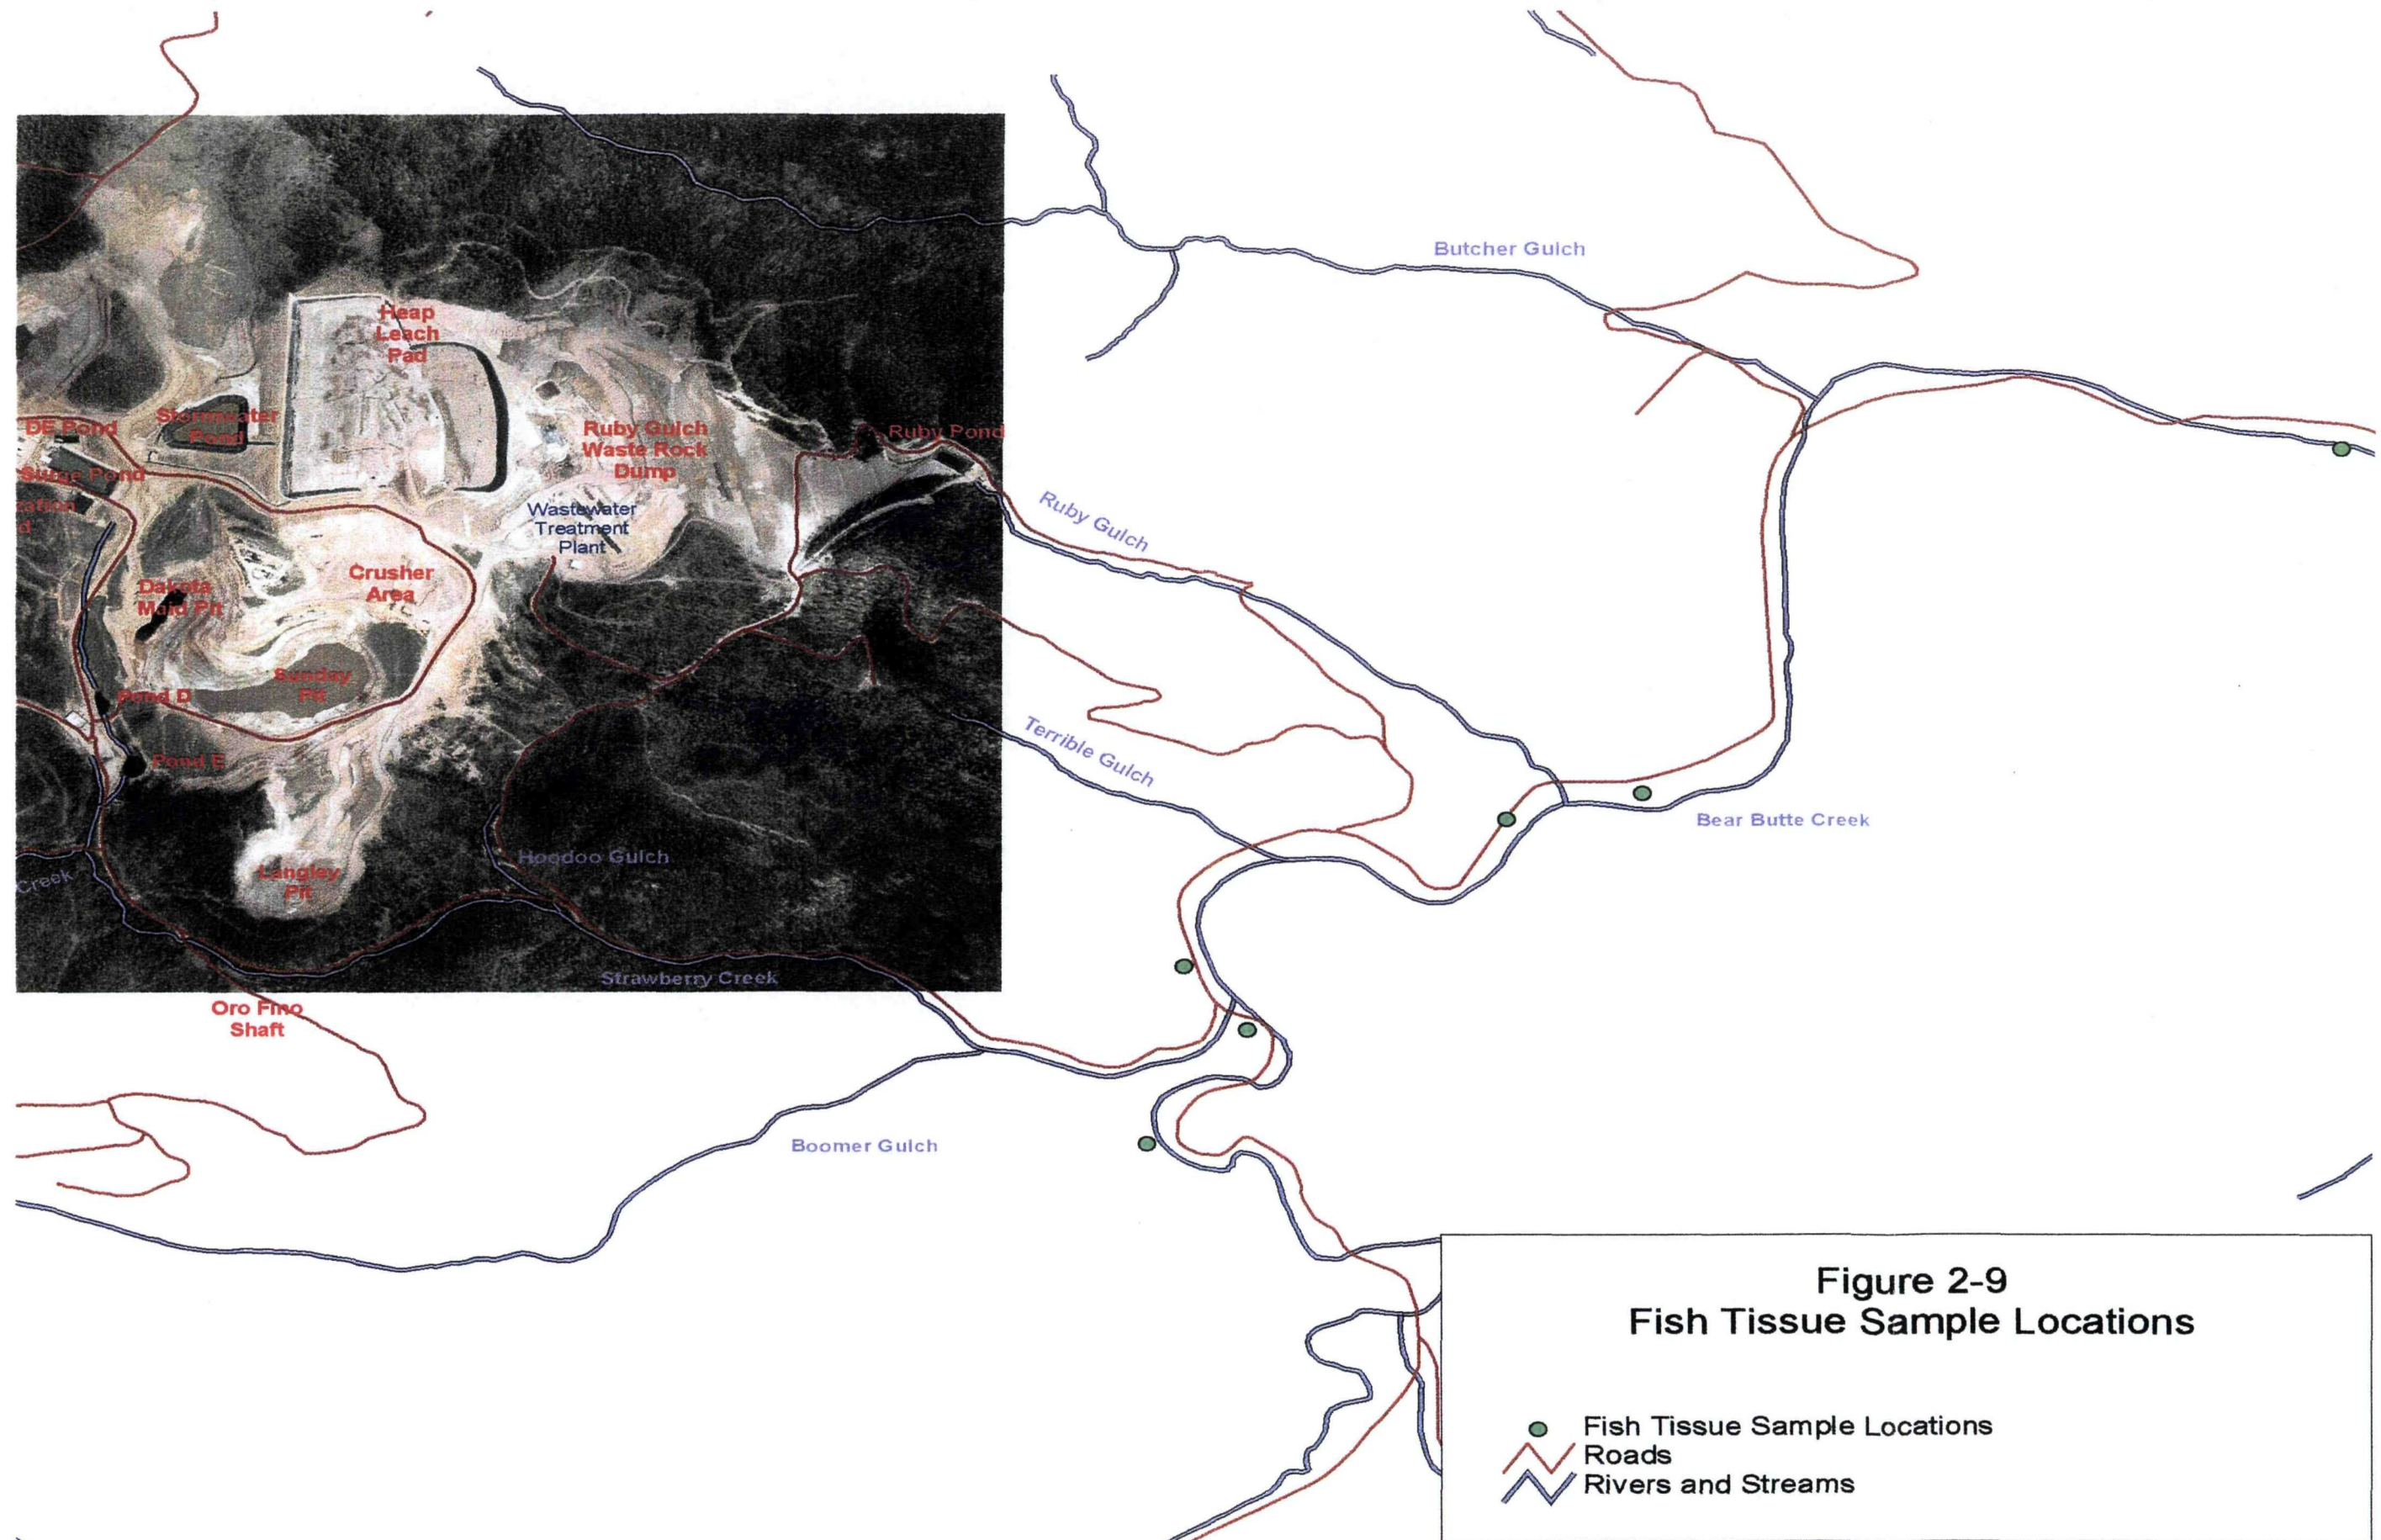 Butcher Gulch
Heap
Leach
Pad
Stormwater
Pond
DE Pond
Surge Pond
zation
d
Ruby Gulch
Waste Rock
Dump
Ruby Pond
Wastewater
Treatment
Plant
Ruby Gulch
Crusher
Area
Dakota
Maid Pit
Sunday
Pit
Pond D
Pond E
Terrible Gulch
Bear Butte Creek
Hoodoo Gulch
Langley
Pit
Creek
Strawberry Creek
Oro Fino
Shaft
Boomer Gulch
Figure 2-9
Fish Tissue Sample Locations
Fish Tissue Sample Locations
Roads
Rivers and Streams